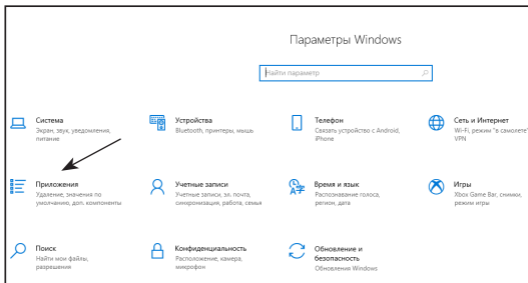 Параметры Windows
Найти параметр
Система
Экран, звук, уведомления,
питание
Устройства
Bluetooth, принтеры, мышь
Телефон
Связать устройство с Android,
iPhone
Сеть и Интернет
Wi-Fi, режим "в самолете"
VPN
Приложения
Удаление, значения по
умолчанию, доп. компоненты
Учетные записи
Учетные записи, эл. почта,
синхронизация, работа, семья
Время и язык
Распознавание голоса,
регион, дата
Игры
Xbox Game Bar, снимки,
режим игры
Поиск
Найти мои файлы,
разрешения
Конфиденциальность
Расположение, камера,
микрофон
Обновление и
безопасность
Обновления Windows